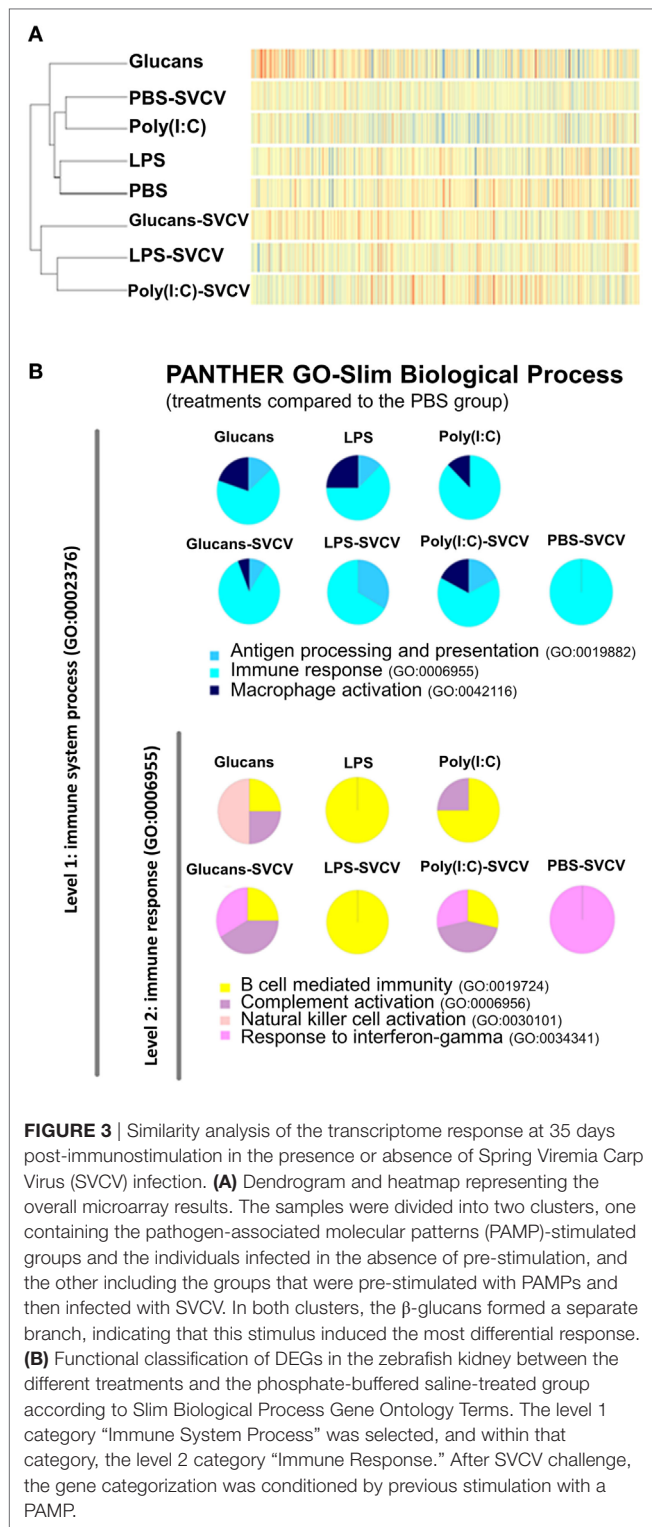 A
Glucans
PBS-SVCV
Poly(I:C)
LPS
PBS
Glucans-SVCV
LPS-SVCV
Poly(I:C)-SVCV
B
PANTHER GO-Slim Biological Process
(treatments compared to the PBS group)
Level 1: immune system process (GO:0002376)
Glucans LPS Poly(I:C)
Glucans-SVCV LPS-SVCV Poly(I:C)-SVCV PBS-SVCV
Antigen processing and presentation (GO:0019882)
Immune response (GO:0006955)
Macrophage activation (GO:0042116)
Level 2: immune response (GO:0006955)
Glucans LPS Poly(I:C)
Glucans-SVCV LPS-SVCV Poly(I:C)-SVCV PBS-SVCV
B cell mediated immunity (GO:0019724)
Complement activation (GO:0006956)
Natural killer cell activation (GO:0030101)
Response to interferon-gamma (GO:0034341)
FIGURE 3 | Similarity analysis of the transcriptome response at 35 days
post-immunostimulation in the presence or absence of Spring Viremia Carp
Virus (SVCV) infection. (A) Dendrogram and heatmap representing the
overall microarray results. The samples were divided into two clusters, one
containing the pathogen-associated molecular patterns (PAMP)-stimulated
groups and the individuals infected in the absence of pre-stimulation, and
the other including the groups that were pre-stimulated with PAMPs and
then infected with SVCV. In both clusters, the β-glucans formed a separate
branch, indicating that this stimulus induced the most differential response.
(B) Functional classification of DEGs in the zebrafish kidney between the
different treatments and the phosphate-buffered saline-treated group
according to Slim Biological Process Gene Ontology Terms. The level 1
category “Immune System Process” was selected, and within that
category, the level 2 category “Immune Response.” After SVCV challenge,
the gene categorization was conditioned by previous stimulation with a
PAMP.